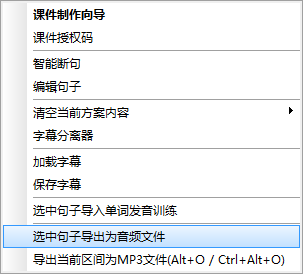 课件制作向导
课件授权码
智能断句
编辑句子
清空当前方案内容
字幕分离器
加载字幕
保存字幕
选中句子导入单词发音训练
选中句子导出为音频文件
导出当前区间为MP3文件(Alt+O / Ctrl+Alt+O)